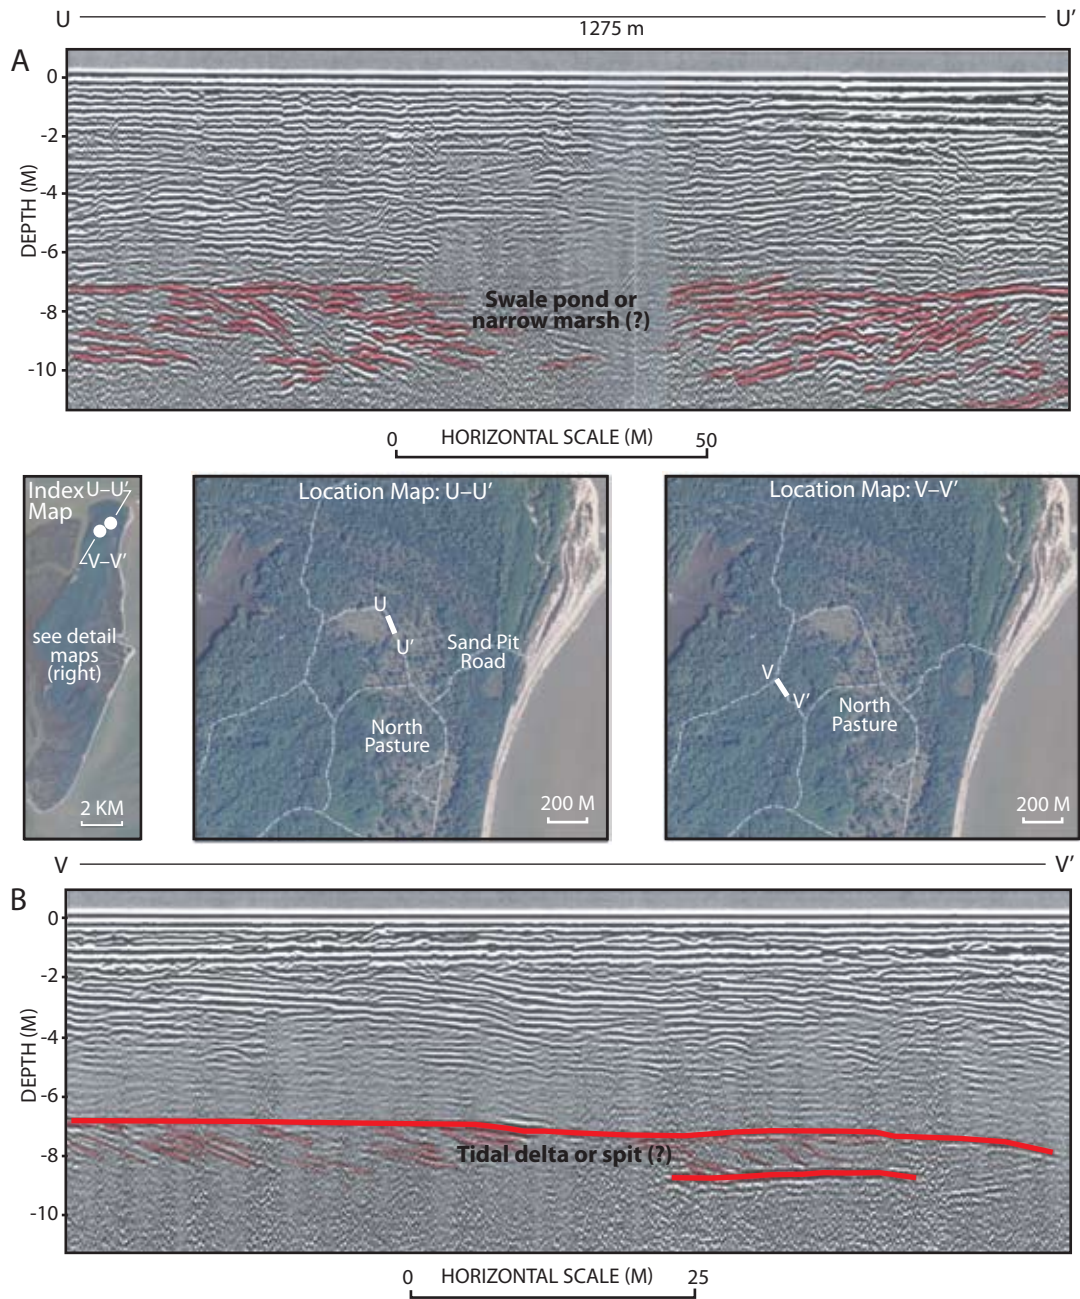 U
U'
1275 m
A
0
-2
-4
-6
-8
-10
DEPTH (M)
Swale pond or
narrow marsh (?)
0 HORIZONTAL SCALE (M) 50
Index U–U'
Map
V–V'
see detail
maps
(right)
2 KM
Location Map: U–U'
U
U'
Sand Pit
Road
North
Pasture
200 M
Location Map: V–V'
V
V'
North
Pasture
200 M
V
V'
B
0
-2
-4
-6
-8
-10
DEPTH (M)
Tidal delta or spit (?)
0 HORIZONTAL SCALE (M) 25